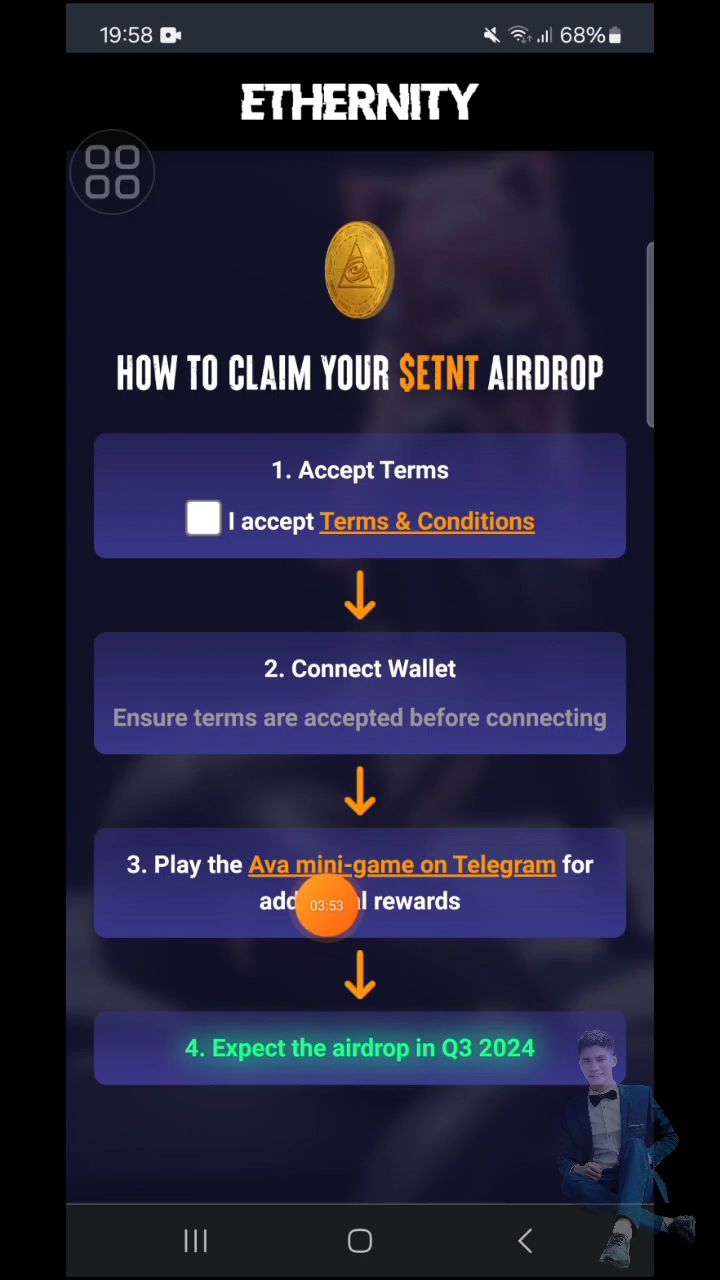 19:58
68%
ETHERNITY
HOW TO CLAIM YOUR $ETNT AIRDROP
1. Accept Terms
I accept Terms & Conditions
2. Connect Wallet
Ensure terms are accepted before connecting
3. Play the Ava mini-game on Telegram for
rewards
03:53
4. Expect the airdrop in Q3 2024